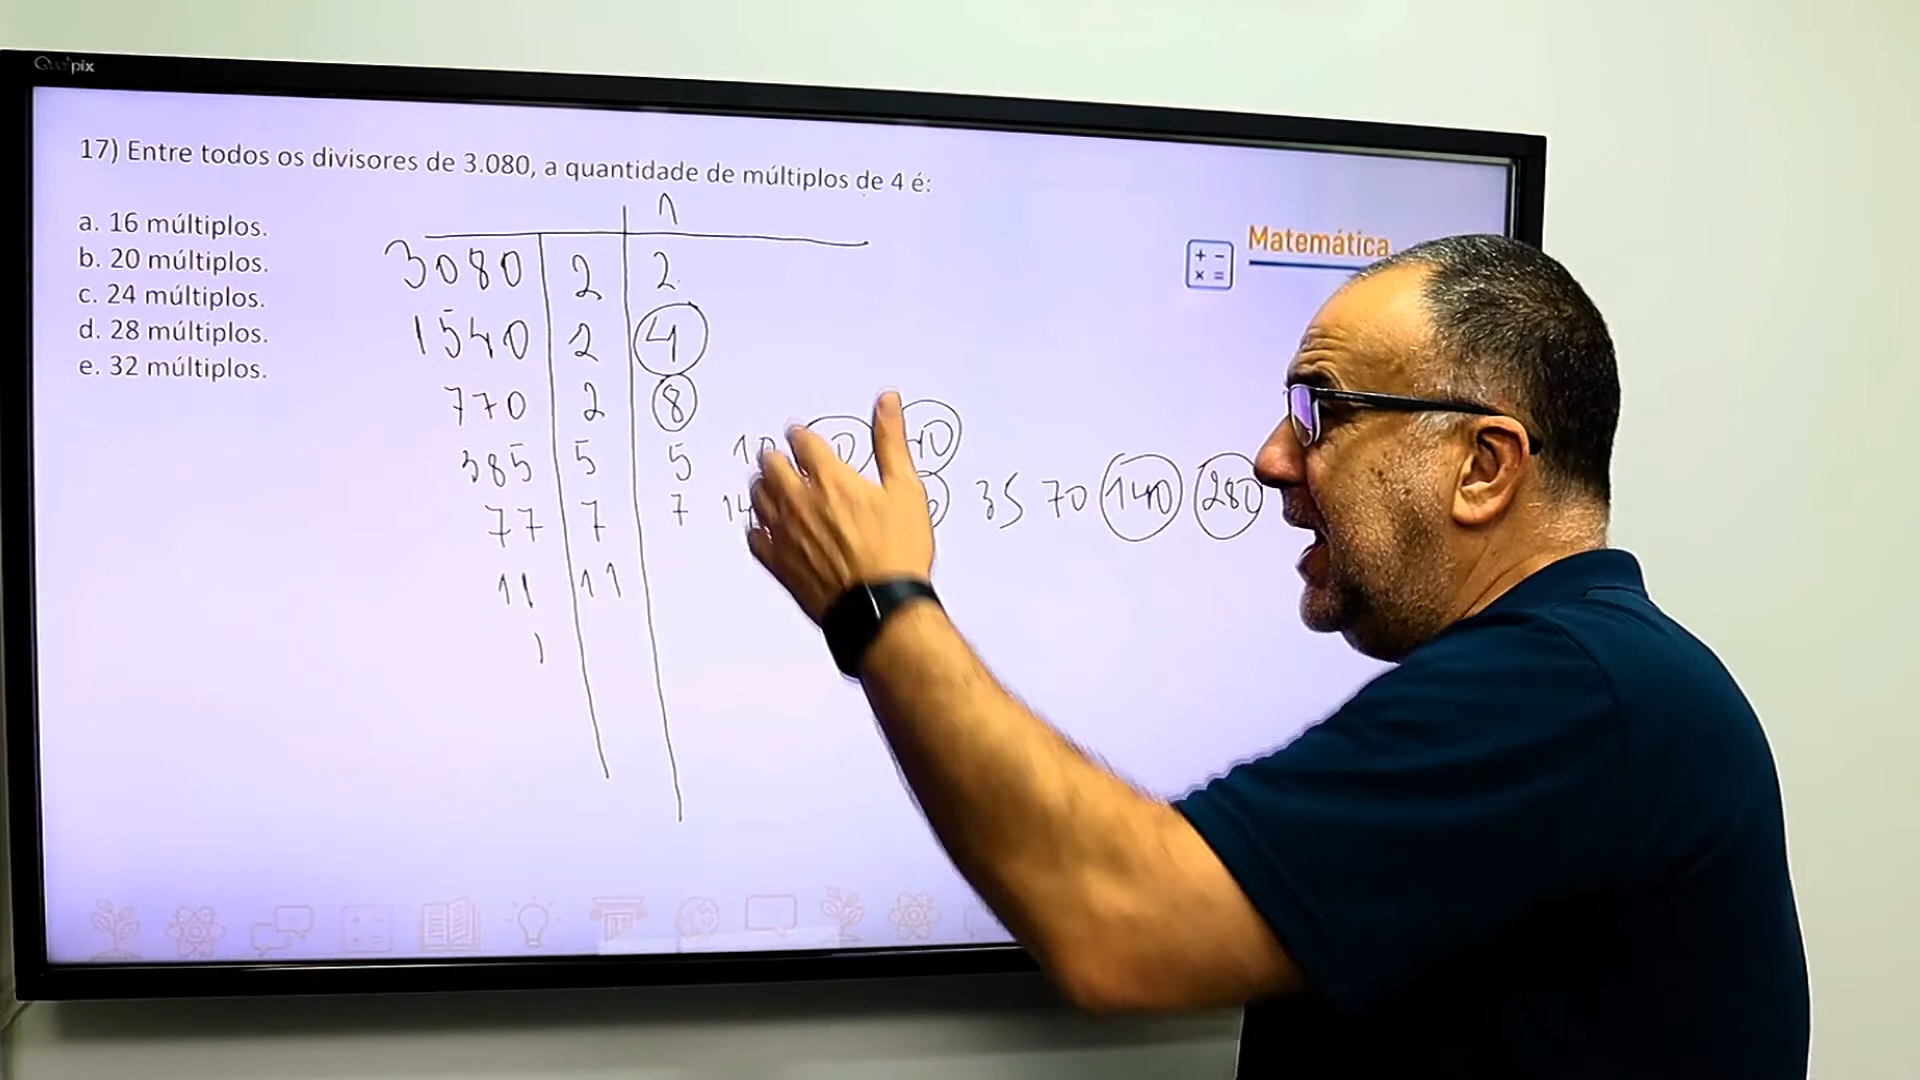 17) Entre todos os divisores de 3.080, a quantidade de múltiplos de 4 é:
a. 16 múltiplos.
b. 20 múltiplos.
c. 24 múltiplos.
d. 28 múltiplos.
e. 32 múltiplos.
Matemática
+ -
× =
1
3080 2 2
1540 2 4
770 2 8
385 5 5 10
77 7 7 35 70 140 280
11 11
1